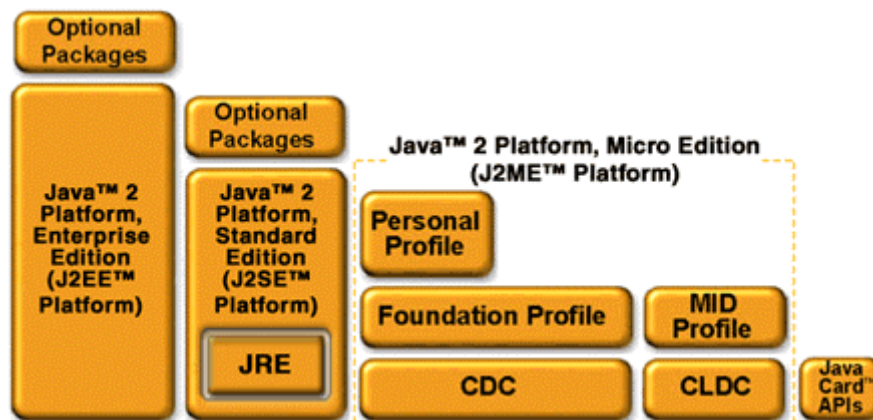 Optional
Packages
Java™ 2
Platform,
Enterprise
Edition
(J2EE™
Platform)
Optional
Packages
Java™ 2
Platform,
Standard
Edition
(J2SE™
Platform)
JRE
Java™ 2 Platform, Micro Edition
(J2ME™ Platform)
Personal
Profile
Foundation Profile
MID
Profile
CDC
CLDC
Java
Card™
APIs